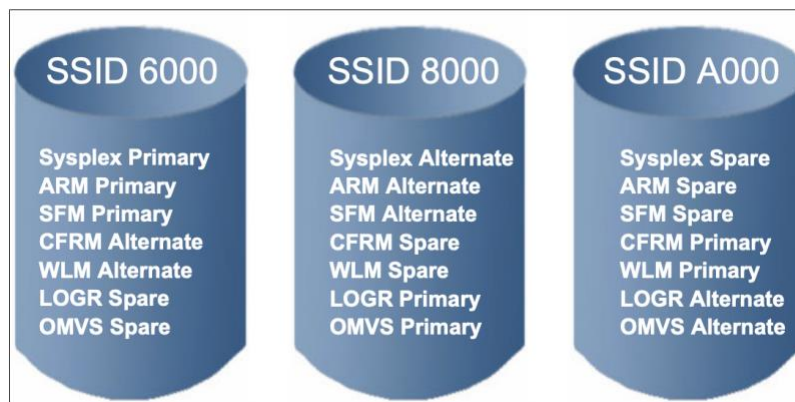 SSID 6000
Sysplex Primary
ARM Primary
SFM Primary
CFRM Alternate
WLM Alternate
LOGR Spare
OMVS Spare
SSID 8000
Sysplex Alternate
ARM Alternate
SFM Alternate
CFRM Spare
WLM Spare
LOGR Primary
OMVS Primary
SSID A000
Sysplex Spare
ARM Spare
SFM Spare
CFRM Primary
WLM Primary
LOGR Alternate
OMVS Alternate